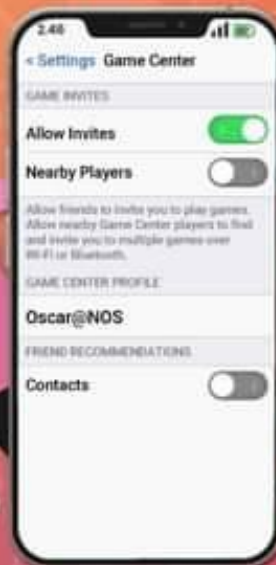 2.46
< Settings Game Center
GAME INVITES
Allow Invites
Nearby Players
Allow friends to invite you to play games.
Allow nearby Game Center players to find
and invite you to multiple games over
Wi-Fi or Bluetooth.
GAME CENTER PROFILE
Oscar@NOS
FRIEND RECOMMENDATIONS
Contacts